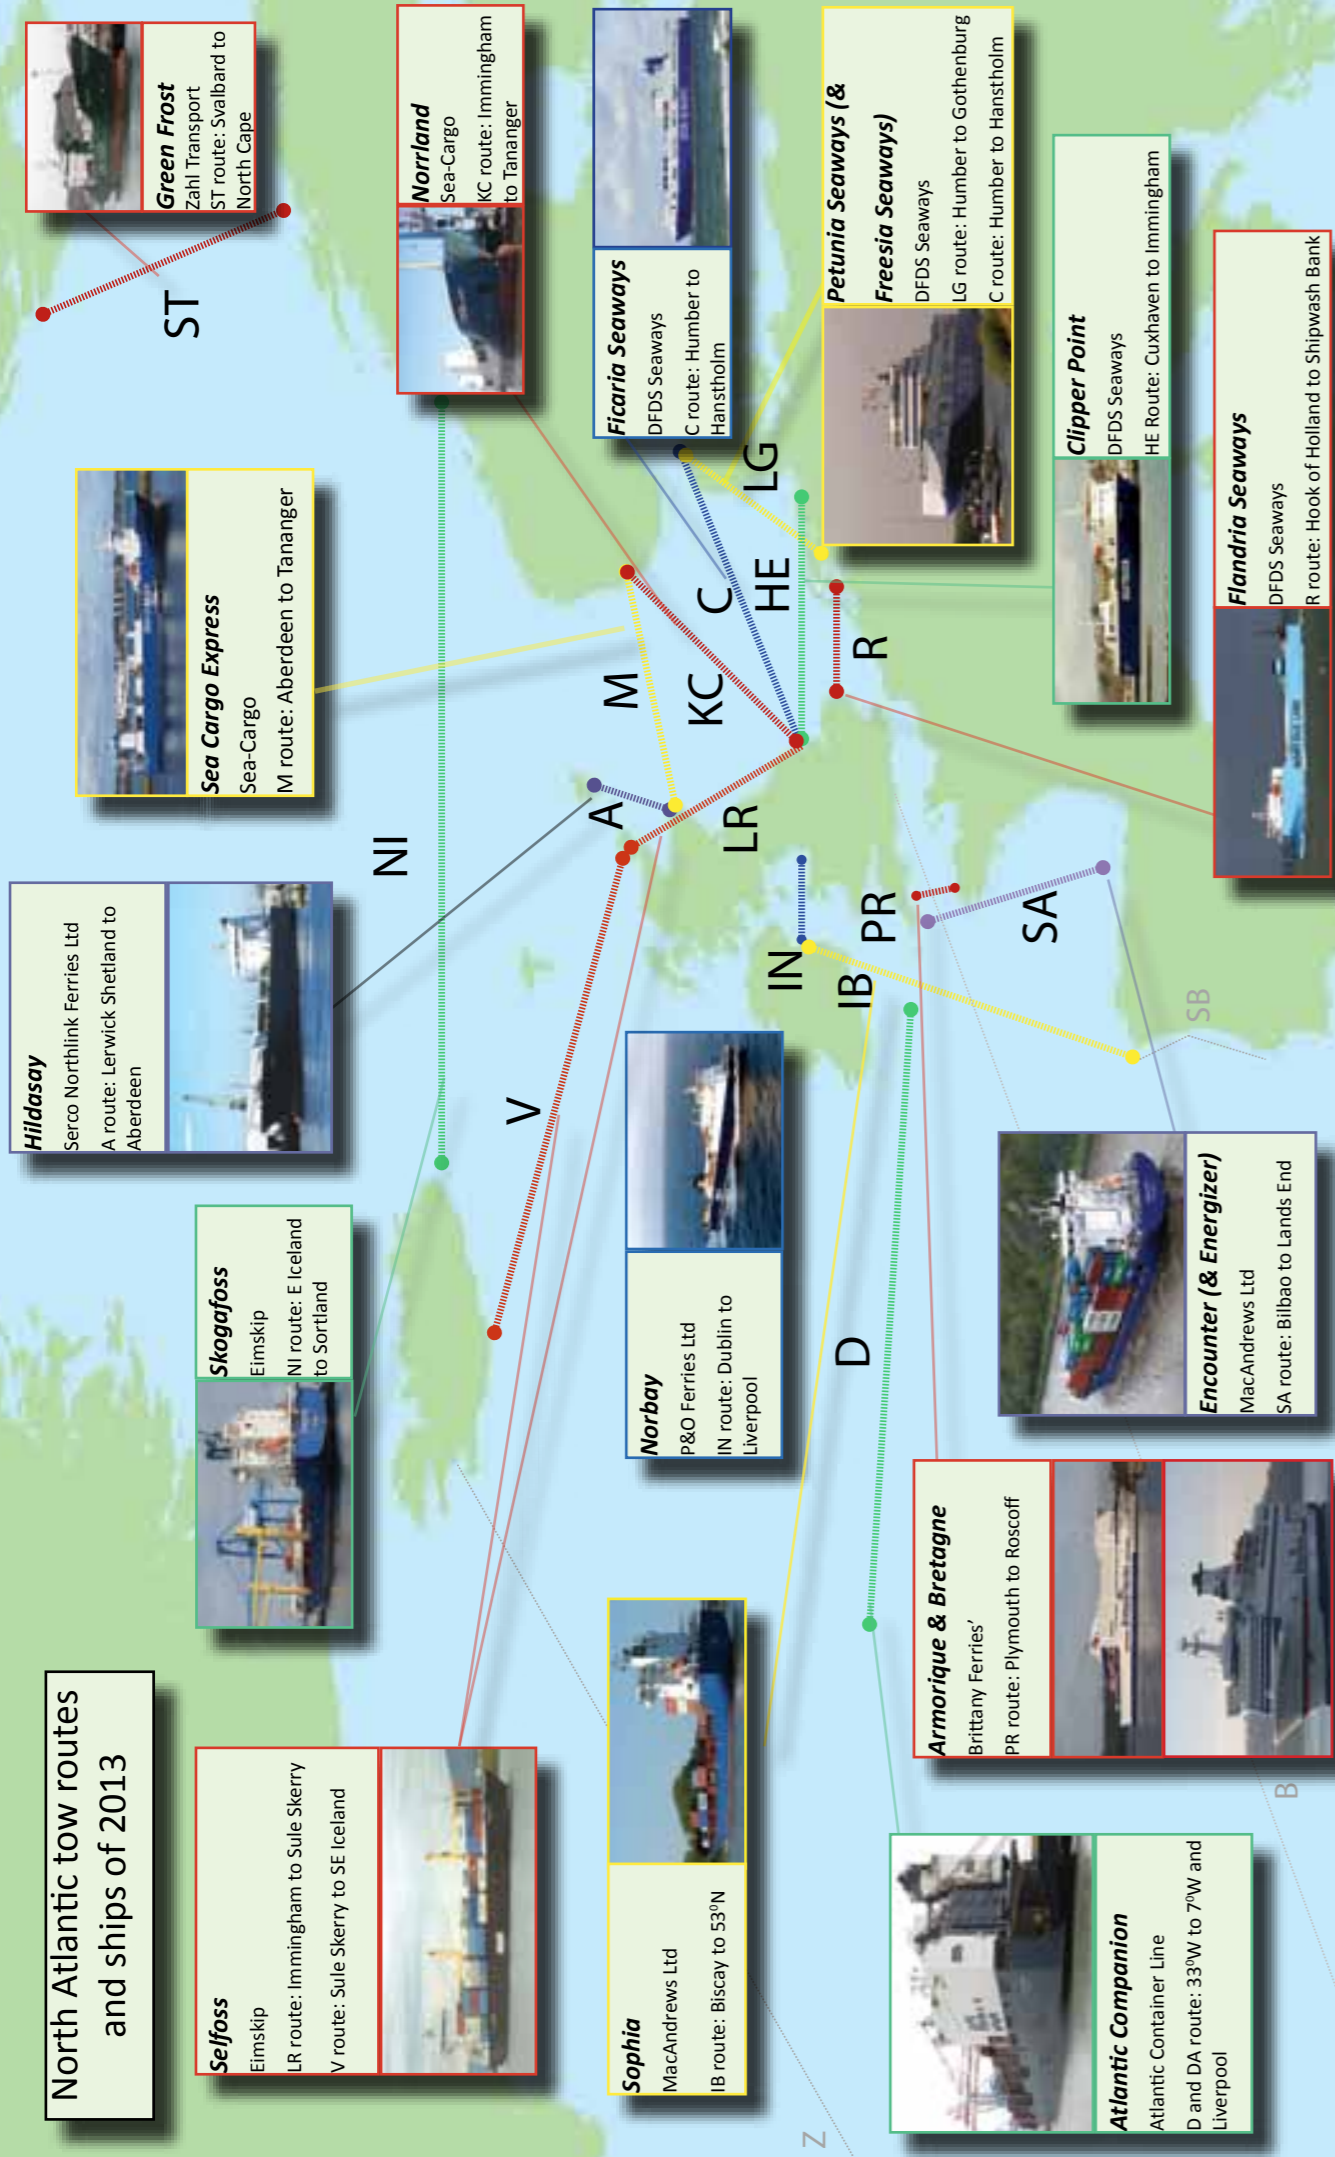 North Atlantic tow routes
and ships of 2013
Selfoss
Eimskip
LR route: Immingham to Sule Skerry
V route: Sule Skerry to SE Iceland
Skogafoss
Eimskip
NI route: E Iceland
to Sortland
Hildasay
Serco Northlink Ferries Ltd
A route: Lerwick Shetland to
Aberdeen
Sea Cargo Express
Sea-Cargo
M route: Aberdeen to Tananger
Green Frost
Zahl Transport
ST route: Svalbard to
North Cape
Norrland
Sea-Cargo
KC route: Immingham
to Tananger
Ficaria Seaways
DFDS Seaways
C route: Humber to
Hanstholm
Petunia Seaways (&
Freesia Seaways)
DFDS Seaways
LG route: Humber to Gothenburg
C route: Humber to Hanstholm
Clipper Point
DFDS Seaways
HE Route: Cuxhaven to Immingham
Flandria Seaways
DFDS Seaways
R route: Hook of Holland to Shipwash Bank
Norbay
P&O Ferries Ltd
IN route: Dublin to
Liverpool
Sophia
MacAndrews Ltd
IB route: Biscay to 53⁰N
Encounter (& Energizer)
MacAndrews Ltd
SA route: Bilbao to Lands End
Armorique & Bretagne
Brittany Ferries’
PR route: Plymouth to Roscoff
Atlantic Companion
Atlantic Container Line
D and DA route: 33⁰W to 7⁰W and
Liverpool
ST
NI
V
A
M
KC
C
LG
HE
LR
R
IN
IB
PR
D
SA
SB
Z
B